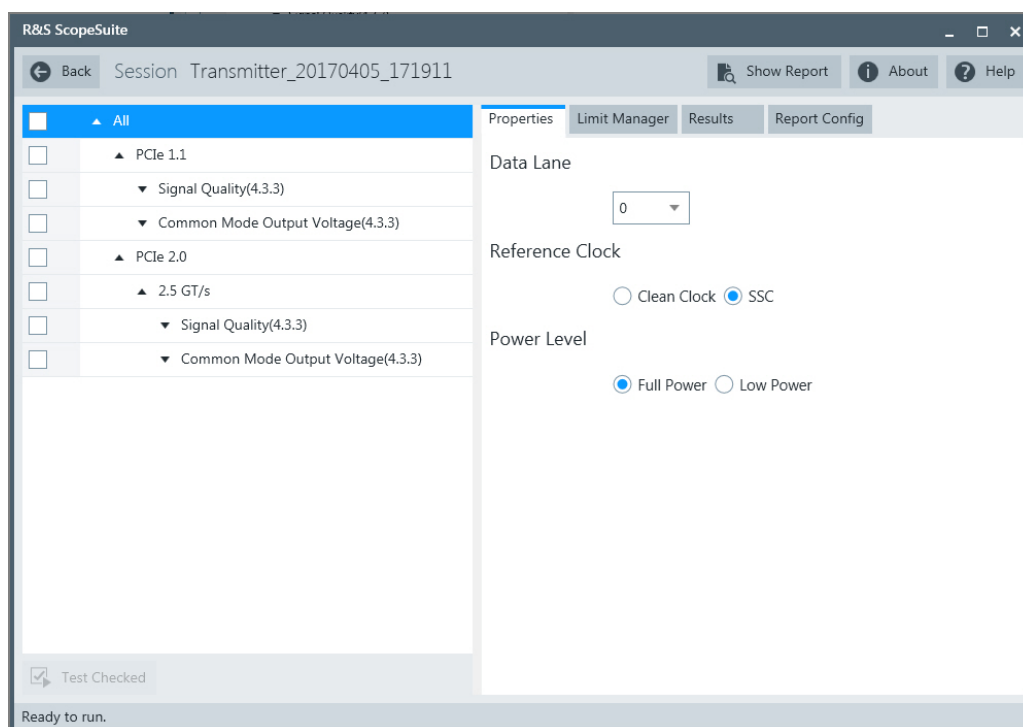 R&S ScopeSuite
Back Session Transmitter_20170405_171911 Show Report About Help
All
PCIe 1.1
Signal Quality(4.3.3)
Common Mode Output Voltage(4.3.3)
PCIe 2.0
2.5 GT/s
Signal Quality(4.3.3)
Common Mode Output Voltage(4.3.3)
Test Checked
Properties Limit Manager Results Report Config
Data Lane
0
Reference Clock
Clean Clock SSC
Power Level
Full Power Low Power
Ready to run.